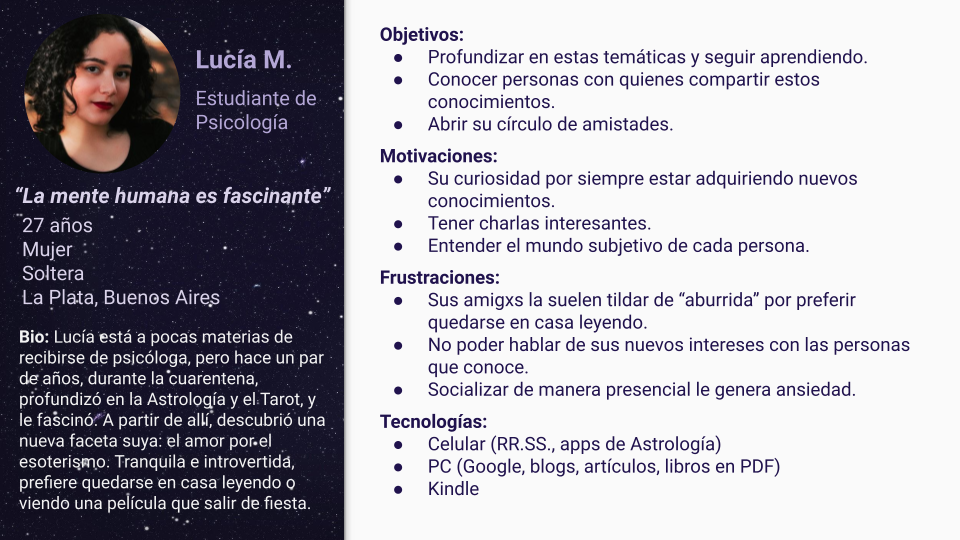 Lucía M.
Estudiante de
Psicología
“La mente humana es fascinante”
27 años
Mujer
Soltera
La Plata, Buenos Aires
Bio: Lucía está a pocas materias de
recibirse de psicóloga, pero hace un par
de años, durante la cuarentena,
profundizó en la Astrología y el Tarot, y
le fascinó. A partir de allí, descubrió una
nueva faceta suya: el amor por el
esoterismo. Tranquila e introvertida,
prefiere quedarse en casa leyendo o
viendo una película que salir de fiesta.
Objetivos:
● Profundizar en estas temáticas y seguir aprendiendo.
● Conocer personas con quienes compartir estos
conocimientos.
● Abrir su círculo de amistades.
Motivaciones:
● Su curiosidad por siempre estar adquiriendo nuevos
conocimientos.
● Tener charlas interesantes.
● Entender el mundo subjetivo de cada persona.
Frustraciones:
● Sus amigxs la suelen tildar de “aburrida” por preferir
quedarse en casa leyendo.
● No poder hablar de sus nuevos intereses con las personas
que conoce.
● Socializar de manera presencial le genera ansiedad.
Tecnologías:
● Celular (RR.SS., apps de Astrología)
● PC (Google, blogs, artículos, libros en PDF)
● Kindle